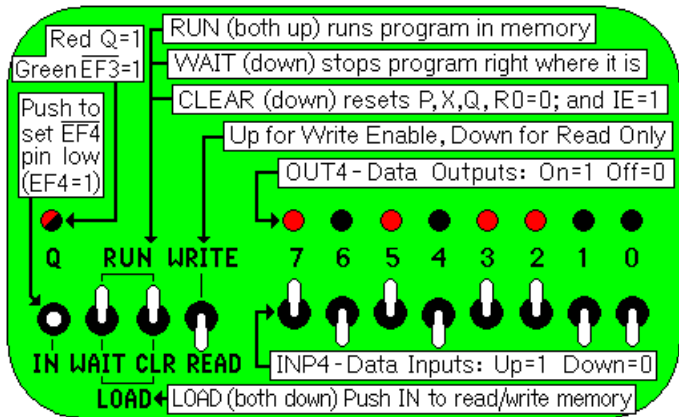 Red Q=1
Green EF3=1
RUN (both up) runs program in memory
WAIT (down) stops program right where it is
CLEAR (down) resets P,X,Q,R0=0; and IE=1
Push to
set EF4
pin low
(EF4=1)
Up for Write Enable, Down for Read Only
OUT4-Data Outputs: On=1 Off=0
Q RUN WRITE 7 6 5 4 3 2 1 0
IN WAIT CLR READ
INP4-Data Inputs: Up=1 Down=0
LOAD
LOAD (both down) Push IN to read/write memory